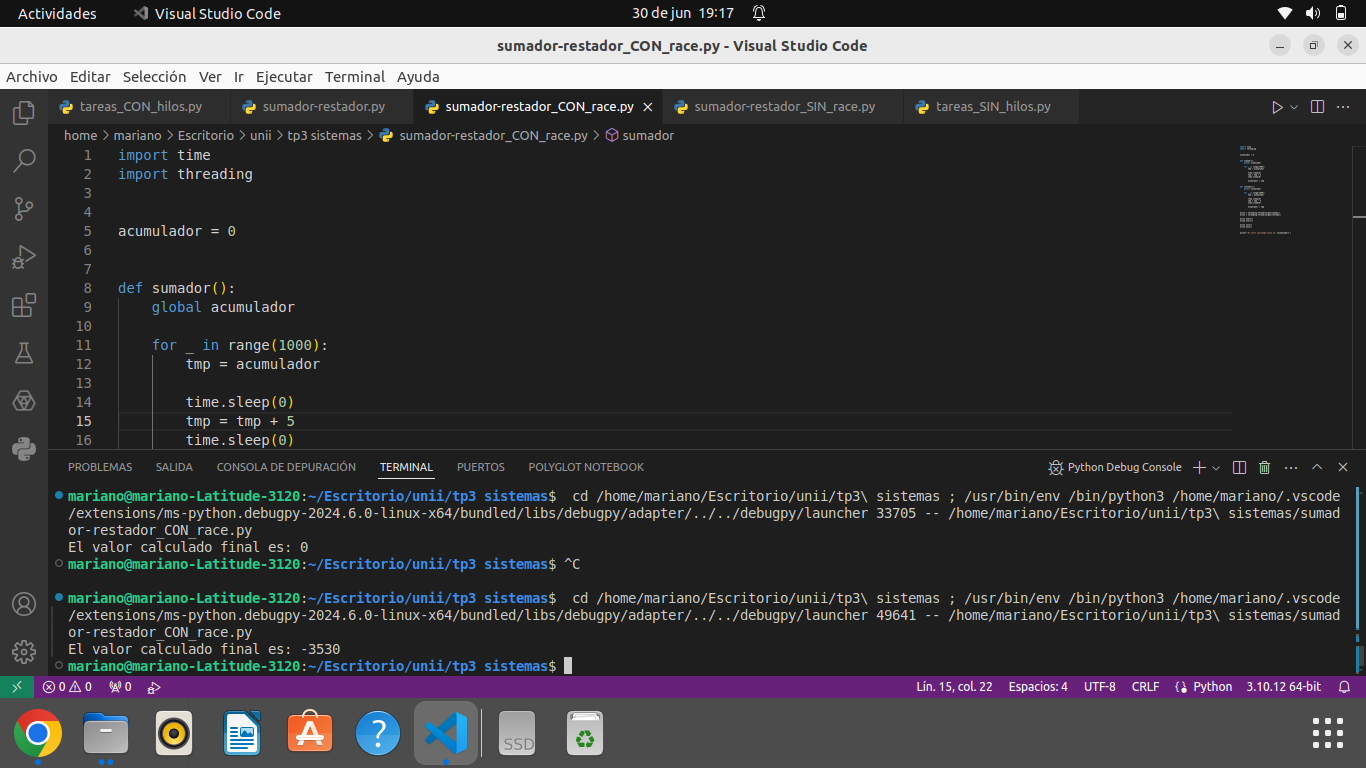 Actividades Visual Studio Code 30 de jun 19:17
sumador-restador_CON_race.py - Visual Studio Code
Archivo Editar Selección Ver Ir Ejecutar Terminal Ayuda
tareas_CON_hilos.py sumador-restador.py sumador-restador_CON_race.py sumador-restador_SIN_race.py tareas_SIN_hilos.py
home > mariano > Escritorio > unii > tp3 sistemas > sumador-restador_CON_race.py > sumador
1 import time
2 import threading
3
4
5 acumulador = 0
6
7
8 def sumador():
9 global acumulador
10
11 for _ in range(1000):
12 tmp = acumulador
13
14 time.sleep(0)
15 tmp = tmp + 5
16 time.sleep(0)
PROBLEMAS SALIDA CONSOLA DE DEPURACIÓN TERMINAL PUERTOS POLYGLOT NOTEBOOK Python Debug Console
mariano@mariano-Latitude-3120:~/Escritorio/unii/tp3 sistemas$ cd /home/mariano/Escritorio/unii/tp3\ sistemas ; /usr/bin/env /bin/python3 /home/mariano/.vscode
/extensions/ms-python.debugpy-2024.6.0-linux-x64/bundled/libs/debugpy/adapter/../../debugpy/launcher 33705 -- /home/mariano/Escritorio/unii/tp3\ sistemas/sumad
or-restador_CON_race.py
El valor calculado final es: 0
mariano@mariano-Latitude-3120:~/Escritorio/unii/tp3 sistemas$ ^C
mariano@mariano-Latitude-3120:~/Escritorio/unii/tp3 sistemas$ cd /home/mariano/Escritorio/unii/tp3\ sistemas ; /usr/bin/env /bin/python3 /home/mariano/.vscode
/extensions/ms-python.debugpy-2024.6.0-linux-x64/bundled/libs/debugpy/adapter/../../debugpy/launcher 49641 -- /home/mariano/Escritorio/unii/tp3\ sistemas/sumad
or-restador_CON_race.py
El valor calculado final es: -3530
mariano@mariano-Latitude-3120:~/Escritorio/unii/tp3 sistemas$
0 0 0 Lín. 15, col. 22 Espacios: 4 UTF-8 CRLF Python 3.10.12 64-bit
SSD